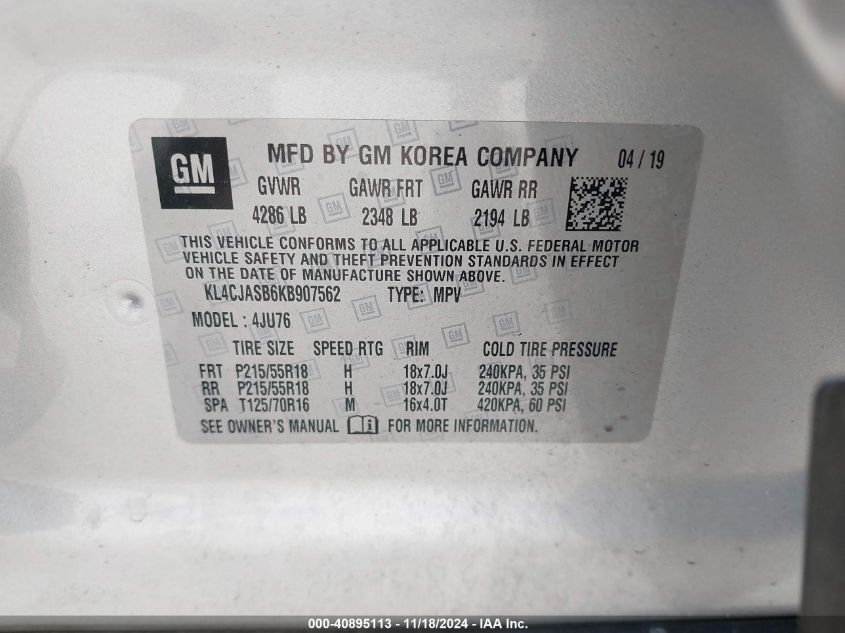 GM MFD BY GM KOREA COMPANY 04 / 19
GVWR GAWR FRT GAWR RR
4286 LB 2348 LB 2194 LB
THIS VEHICLE CONFORMS TO ALL APPLICABLE U.S. FEDERAL MOTOR
VEHICLE SAFETY AND THEFT PREVENTION STANDARDS IN EFFECT
ON THE DATE OF MANUFACTURE SHOWN ABOVE.
KL4CJASB6KB907562 TYPE: MPV
MODEL : 4JU76
TIRE SIZE SPEED RTG RIM COLD TIRE PRESSURE
FRT P215/55R18 H 18x7.0J 240KPA, 35 PSI
RR P215/55R18 H 18x7.0J 240KPA, 35 PSI
SPA T125/70R16 M 16x4.0T 420KPA, 60 PSI
SEE OWNER'S MANUAL FOR MORE INFORMATION.
000-40895113 - 11/18/2024 - IAA Inc.